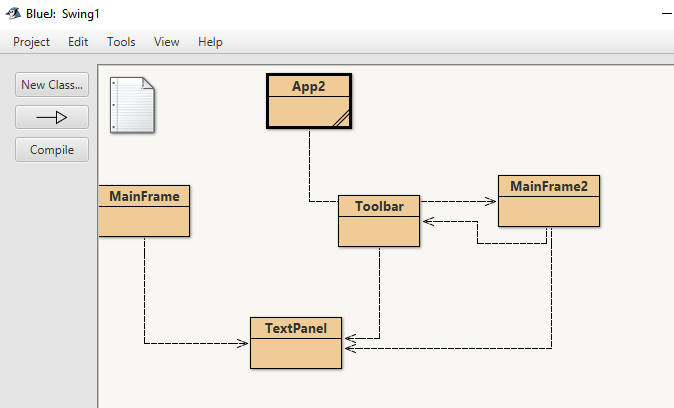 BlueJ: Swing1
Project Edit Tools View Help
New Class...
Compile
App2
MainFrame
Toolbar
MainFrame2
TextPanel